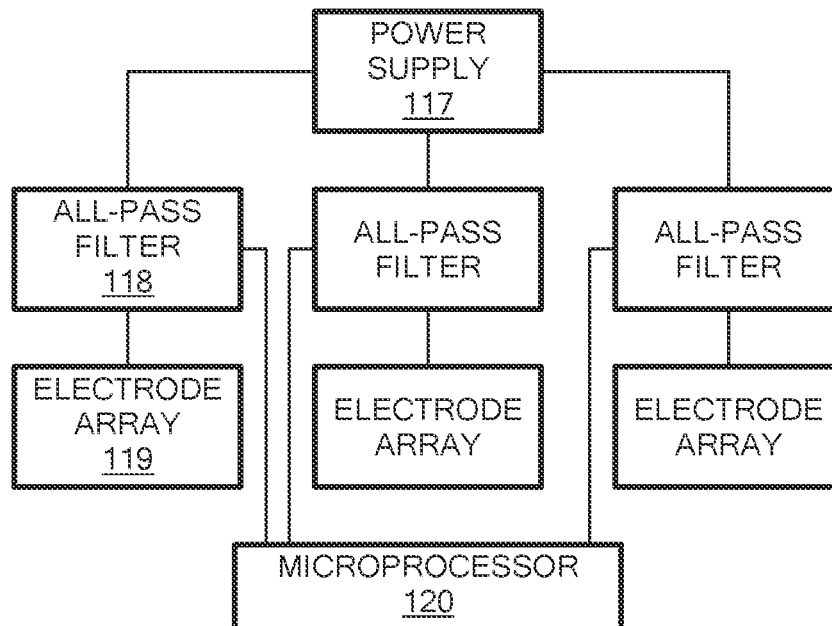 POWER
SUPPLY
117
ALL-PASS
FILTER
118
ALL-PASS
FILTER
ALL-PASS
FILTER
ELECTRODE
ARRAY
119
ELECTRODE
ARRAY
ELECTRODE
ARRAY
MICROPROCESSOR
120